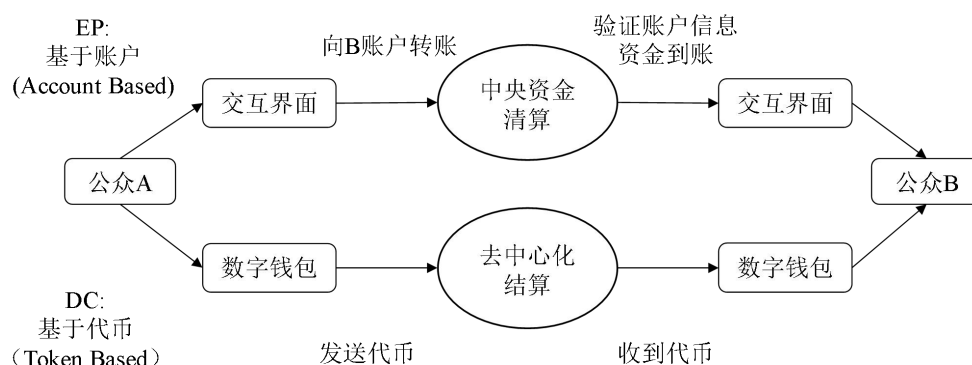 EP:
基于账户
(Account Based)
向B账户转账
验证账户信息
资金到账
交互界面
中央资金
清算
交互界面
公众A
公众B
数字钱包
去中心化
结算
数字钱包
DC:
基于代币
（Token Based）
发送代币
收到代币